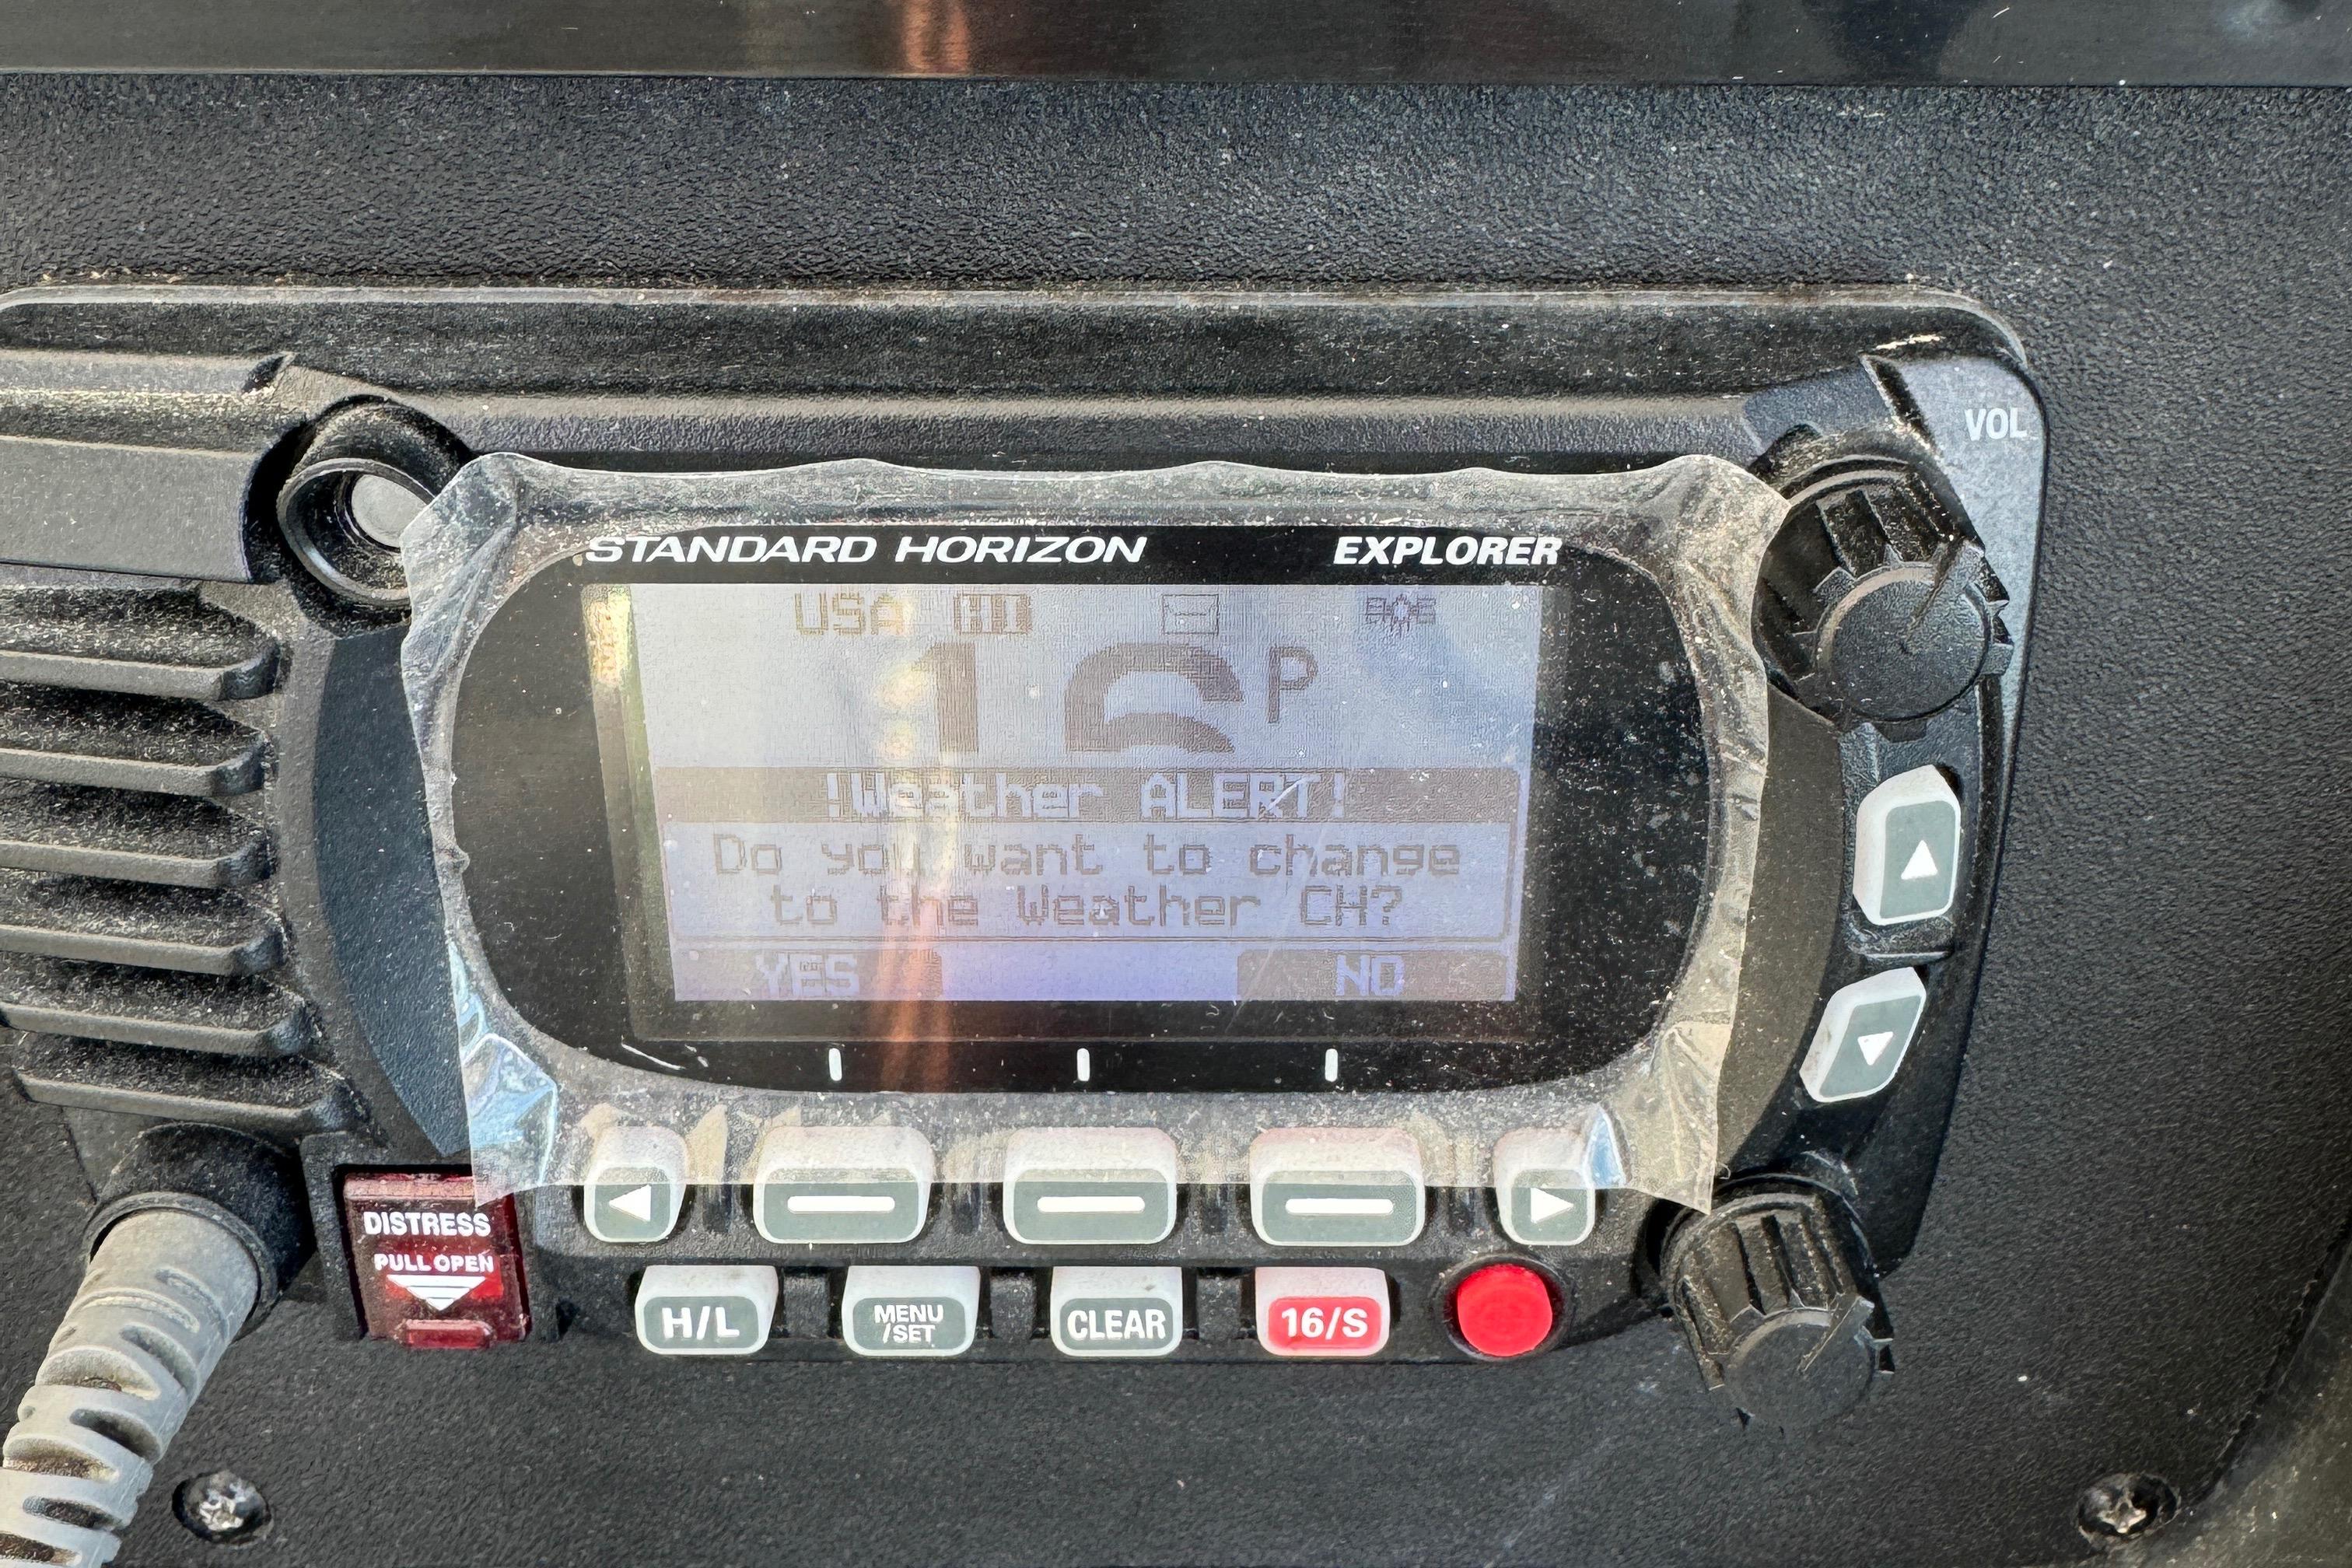 VOL
STANDARD HORIZON EXPLORER
USA HI
16 P
!Weather ALERT!
Do you want to change
to the Weather CH?
YES NO
DISTRESS
PULL OPEN
H/L MENU /SET CLEAR 16/S